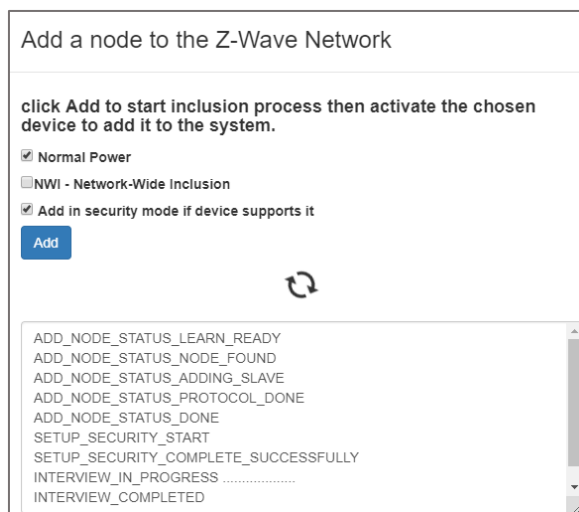 Add a node to the Z-Wave Network
click Add to start inclusion process then activate the chosen
device to add it to the system.
Normal Power
NWI - Network-Wide Inclusion
Add in security mode if device supports it
Add
ADD_NODE_STATUS_LEARN_READY
ADD_NODE_STATUS_NODE_FOUND
ADD_NODE_STATUS_ADDING_SLAVE
ADD_NODE_STATUS_PROTOCOL_DONE
ADD_NODE_STATUS_DONE
SETUP_SECURITY_START
SETUP_SECURITY_COMPLETE_SUCCESSFULLY
INTERVIEW_IN_PROGRESS ...................
INTERVIEW_COMPLETED